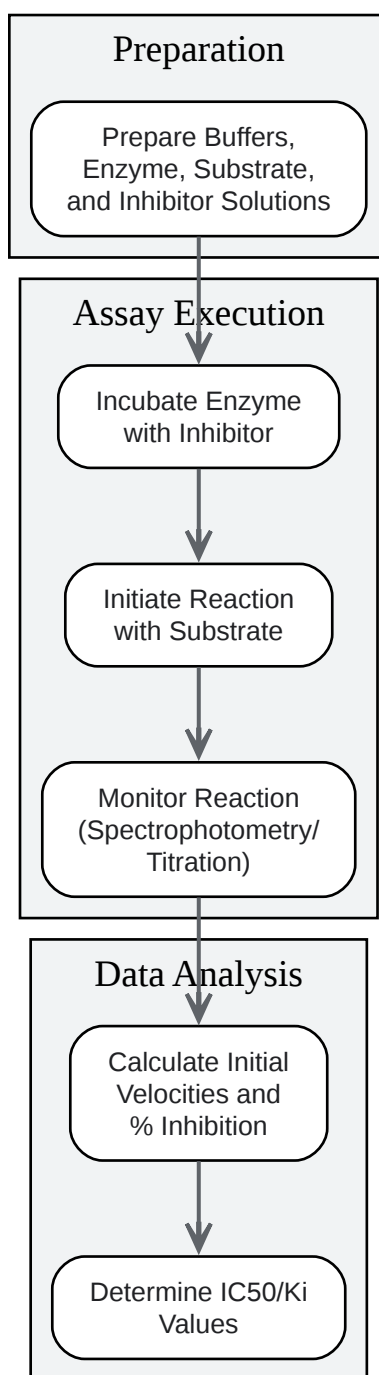 Preparation
Prepare Buffers,
Enzyme, Substrate,
and Inhibitor Solutions
Assay Execution
Incubate Enzyme
with Inhibitor
Initiate Reaction
with Substrate
Monitor Reaction
(Spectrophotometry/
Titration)
Data Analysis
Calculate Initial
Velocities and
% Inhibition
Determine IC50/Ki
Values